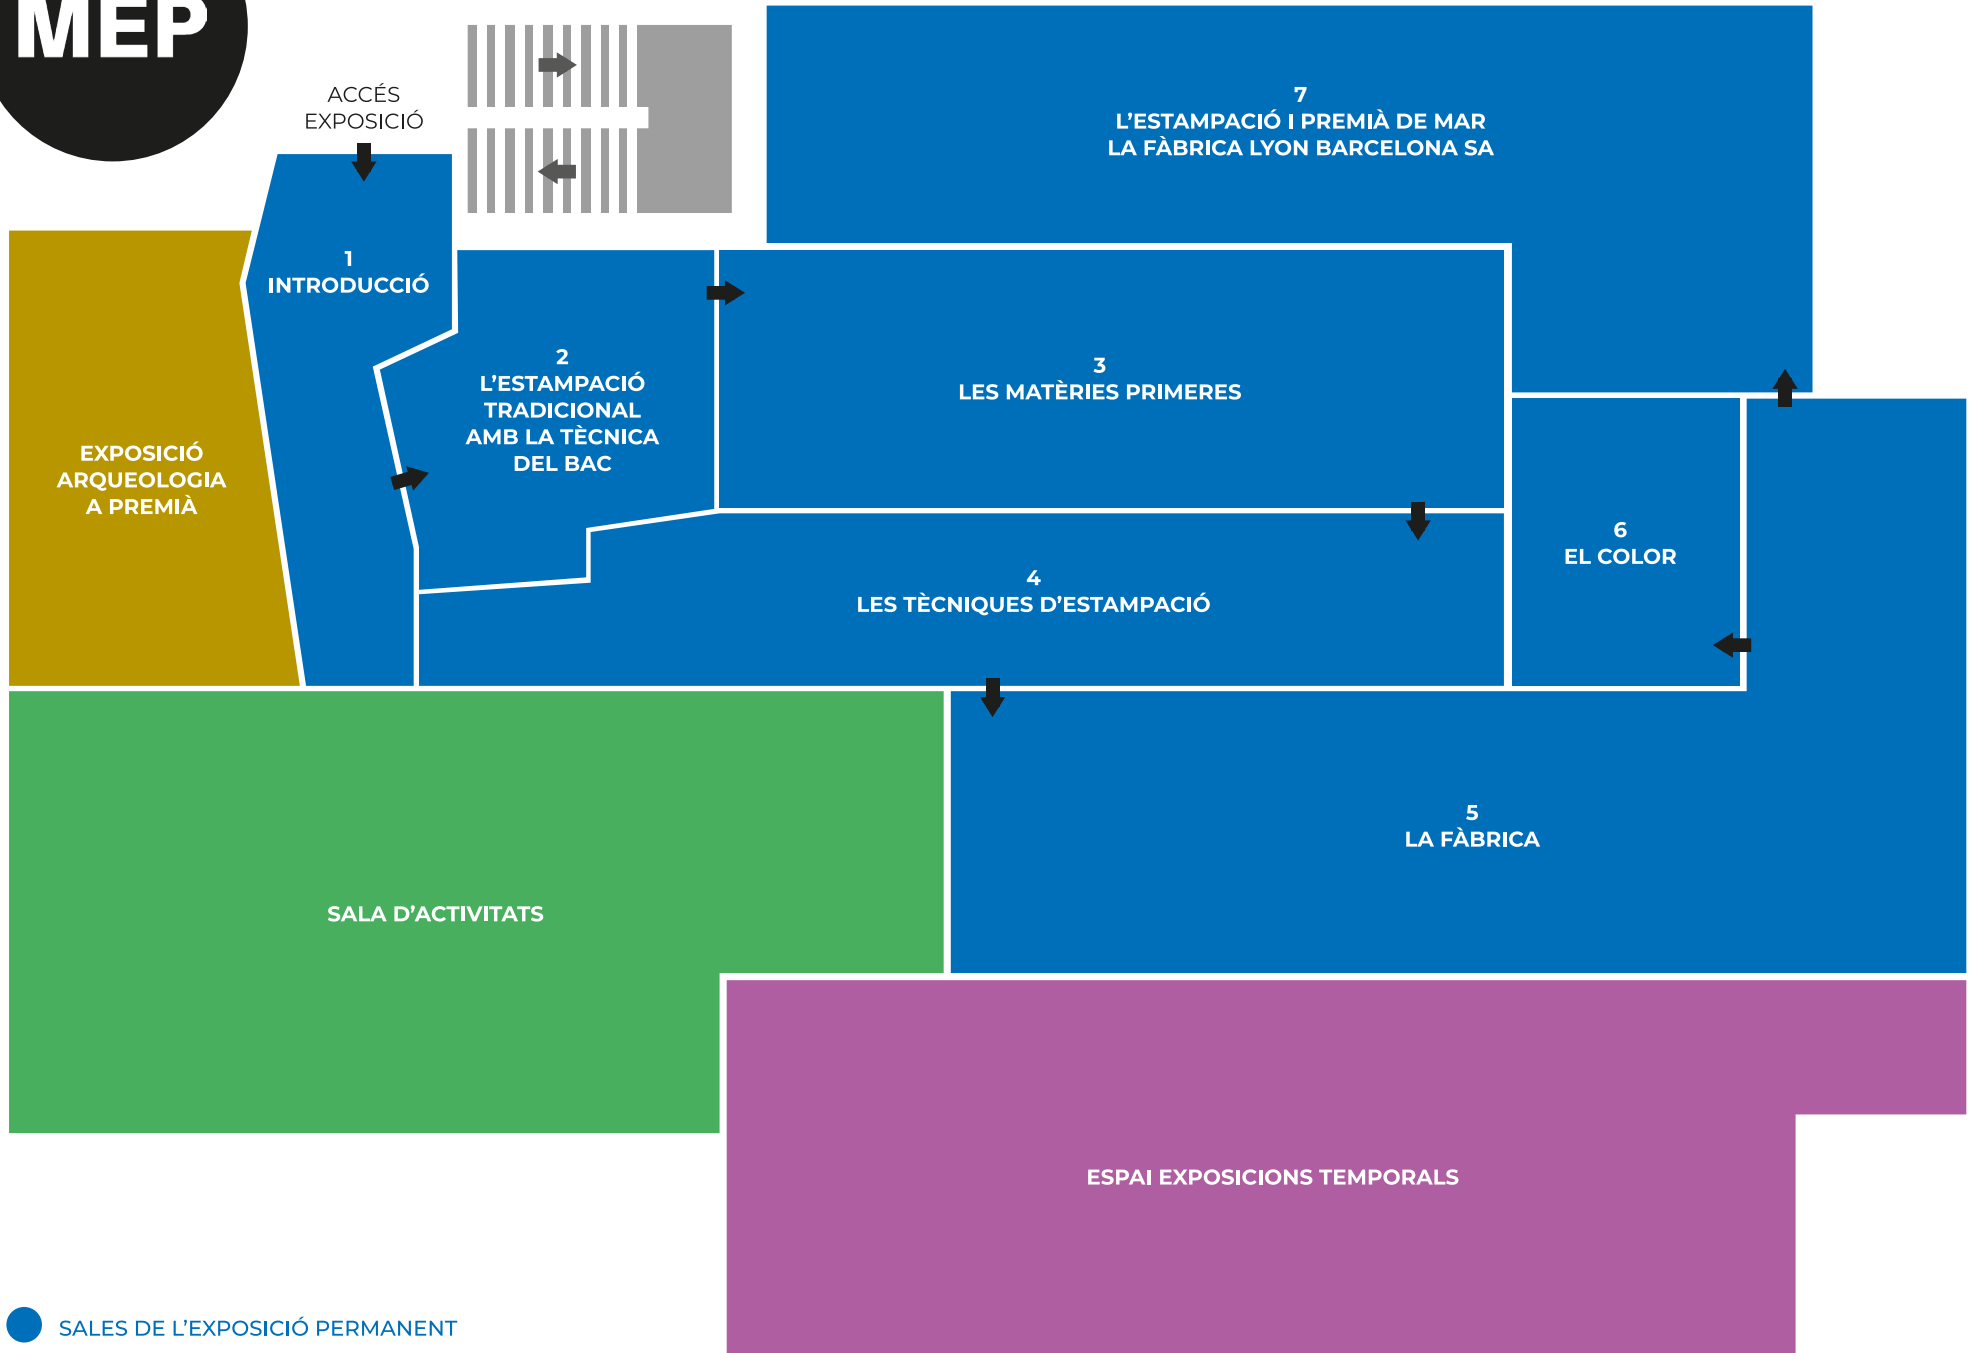 MEP
ACCÉS
EXPOSICIÓ
7
L'ESTAMPACIÓ I PREMIÀ DE MAR
LA FÀBRICA LYON BARCELONA SA
1
INTRODUCCIÓ
2
L'ESTAMPACIÓ
TRADICIONAL
AMB LA TÈCNICA
DEL BAC
3
LES MATÈRIES PRIMERES
EXPOSICIÓ
ARQUEOLOGIA
A PREMIÀ
6
EL COLOR
4
LES TÈCNIQUES D'ESTAMPACIÓ
5
LA FÀBRICA
SALA D'ACTIVITATS
ESPAI EXPOSICIONS TEMPORALS
SALES DE L'EXPOSICIÓ PERMANENT